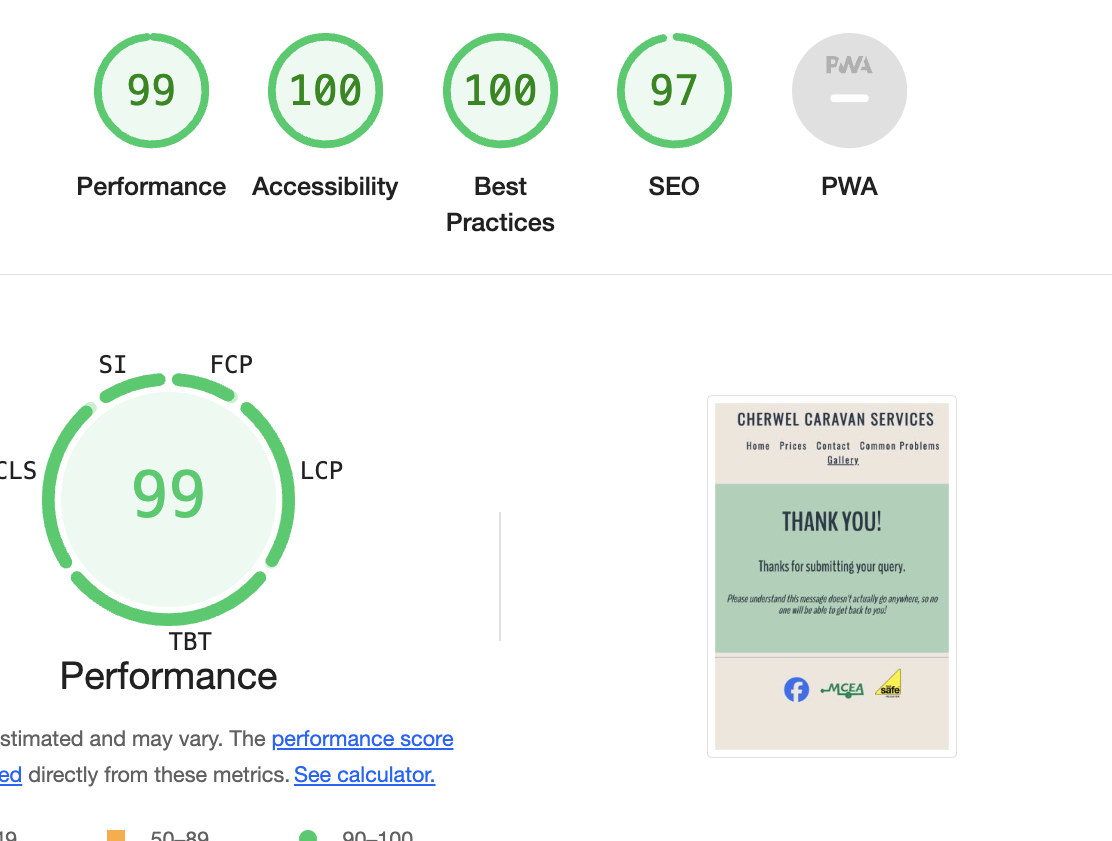 99
100
100
97
PWA
Performance
Accessibility
Best
Practices
SEO
PWA
SI
FCP
CLS
LCP
99
TBT
Performance
stimated and may vary. The performance score
ed directly from these metrics. See calculator.
49
50–89
90–100
CHERWEL CARAVAN SERVICES
Home Prices Contact Common Problems
Gallery
THANK YOU!
Thanks for submitting your query.
Please understand this message doesn't actually go anywhere, so no
one will be able to get back to you!
MCEA
safe